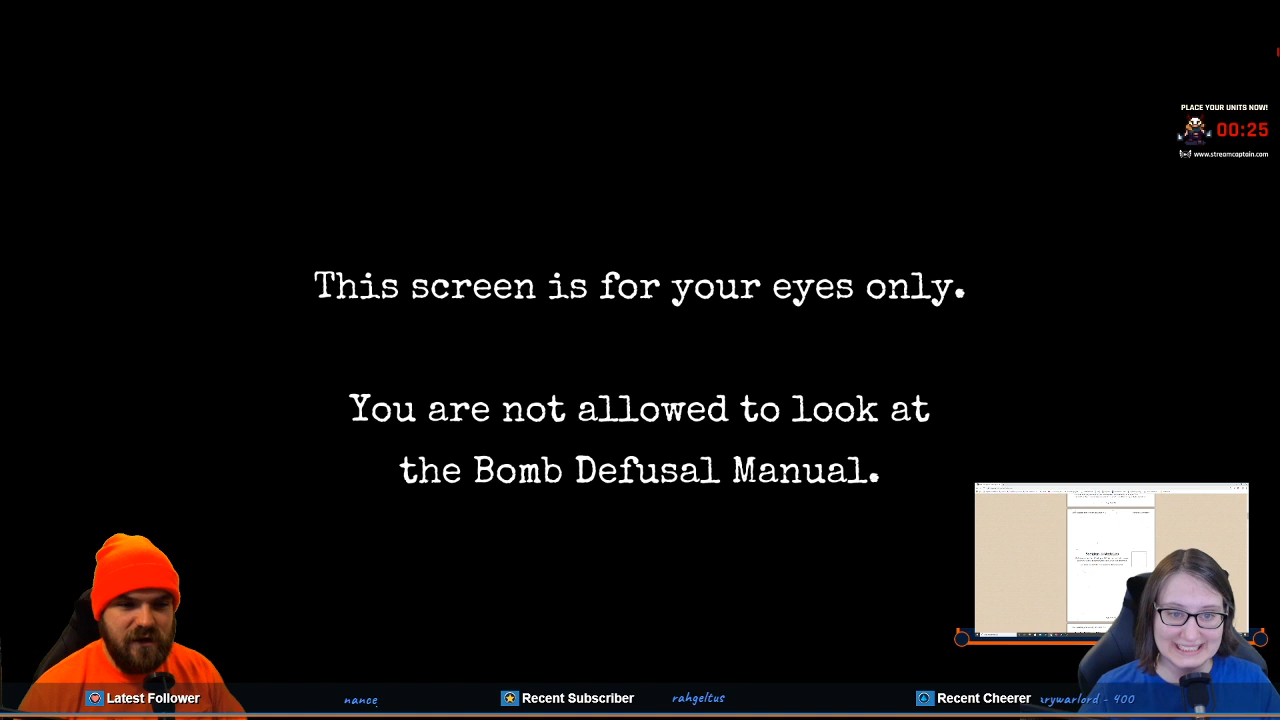 PLACE YOUR UNITS NOW!
00:25
www.streamcaptain.com
This screen is for your eyes only.
You are not allowed to look at
the Bomb Defusal Manual.
Latest Follower
nance
Recent Subscriber
rahgeltus
Recent Cheerer
rywarlord - 400